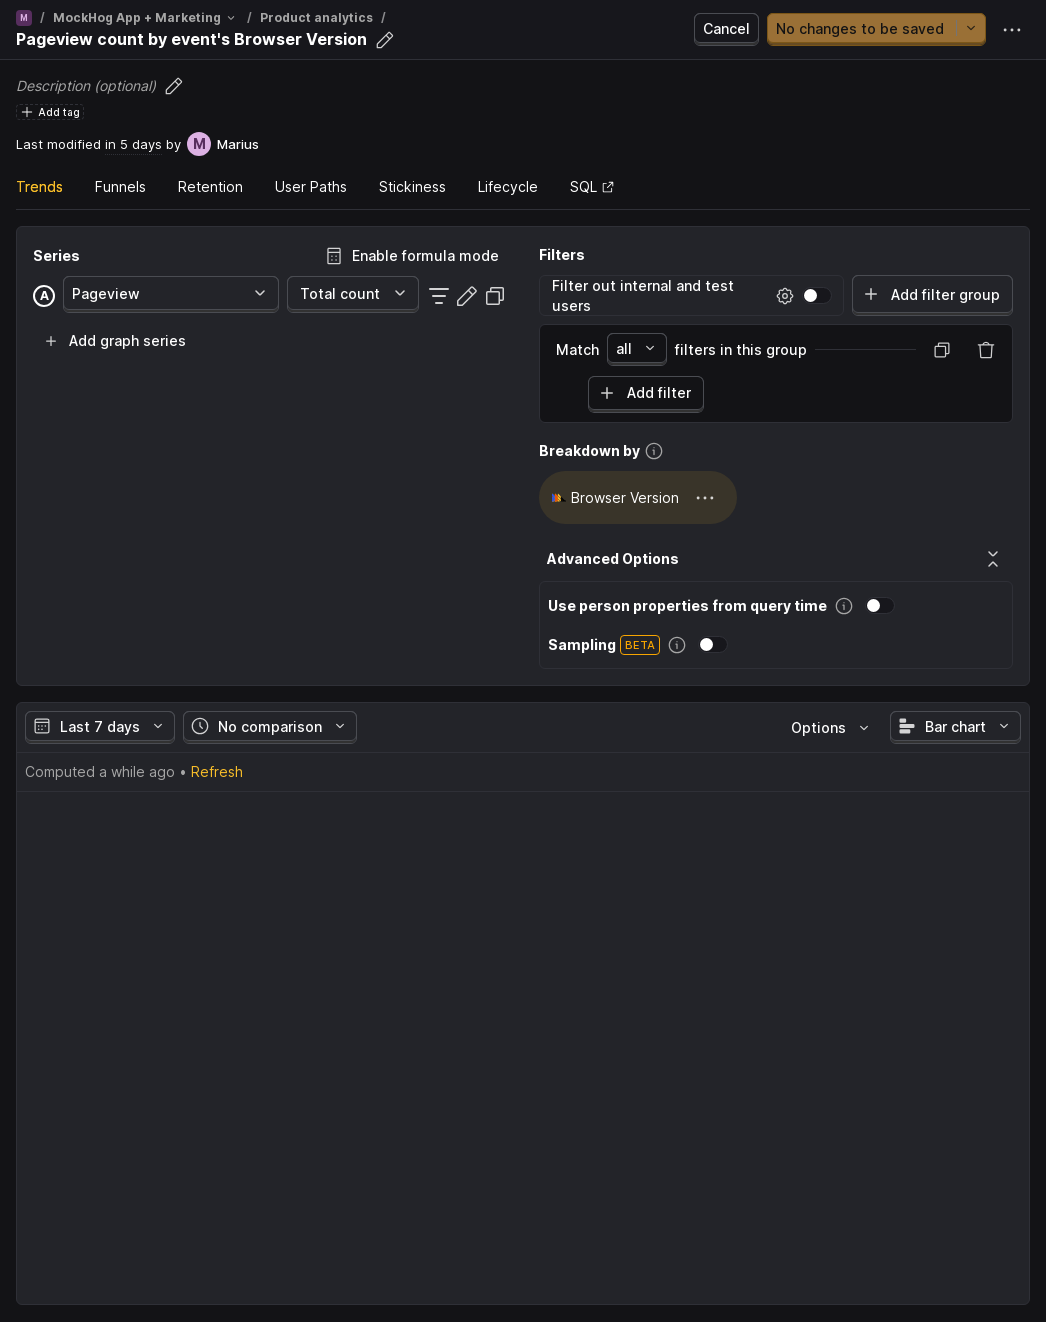 M / MockHog App + Marketing / Product analytics /
Pageview count by event's Browser Version
Cancel
No changes to be saved
Description (optional)
Add tag
Last modified in 5 days by M Marius
Trends Funnels Retention User Paths Stickiness Lifecycle SQL
Series
Enable formula mode
A Pageview Total count
Add graph series
Filters
Filter out internal and test
users
Add filter group
Match all filters in this group
Add filter
Breakdown by
Browser Version
Advanced Options
Use person properties from query time
Sampling BETA
Last 7 days No comparison Options Bar chart
Computed a while ago • Refresh